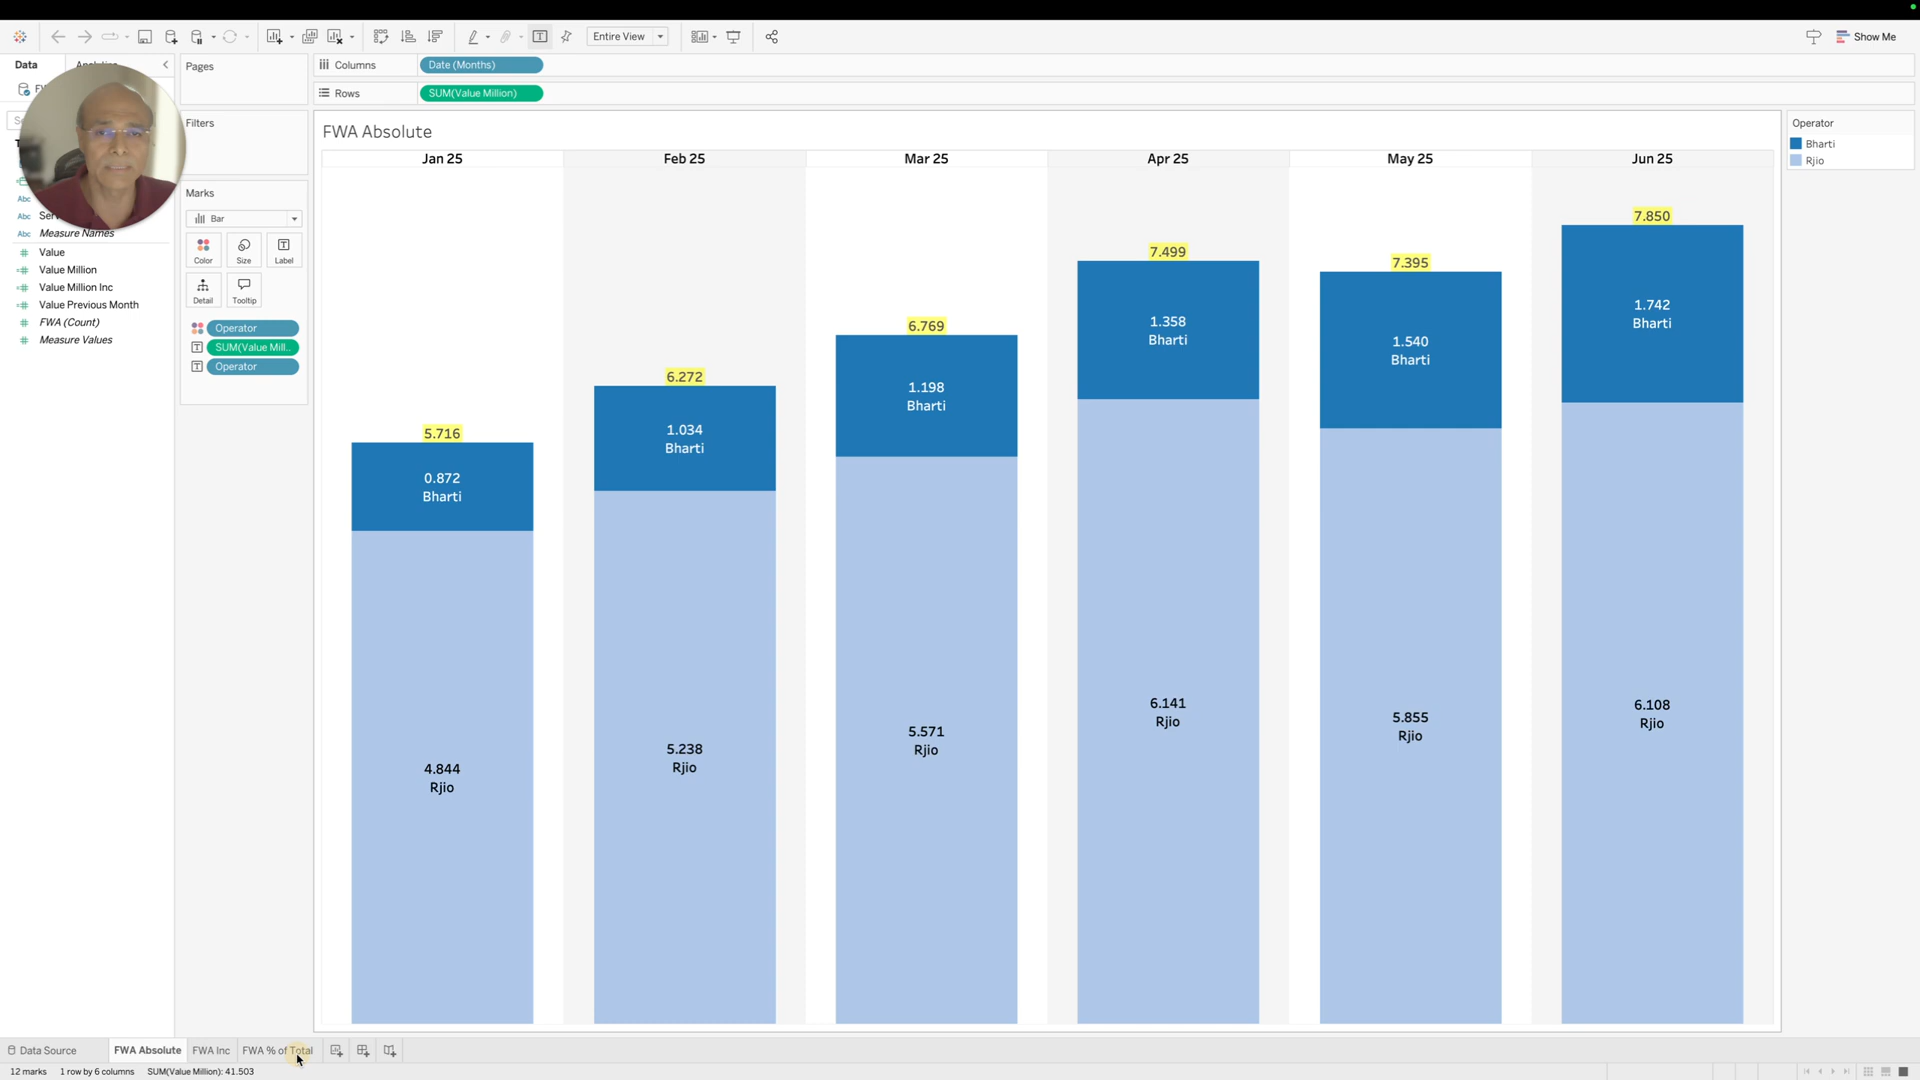 Entire View
Show Me
Data
Pages
Columns
Date (Months)
Rows
SUM(Value Million)
Filters
FWA Absolute
Operator
Bharti
Rjio
Jan 25
Feb 25
Mar 25
Apr 25
May 25
Jun 25
Marks
Bar
Color
Size
Label
Detail
Tooltip
Operator
SUM(Value Mill..
Operator
Abc
Abc
Abc
Measure Names
Value
Value Million
Value Million Inc
Value Previous Month
FWA (Count)
Measure Values
5.716
0.872
Bharti
4.844
Rjio
6.272
1.034
Bharti
5.238
Rjio
6.769
1.198
Bharti
5.571
Rjio
7.499
1.358
Bharti
6.141
Rjio
7.395
1.540
Bharti
5.855
Rjio
7.850
1.742
Bharti
6.108
Rjio
Data Source
FWA Absolute
FWA Inc
FWA % of Total
12 marks
1 row by 6 columns
SUM(Value Million): 41.503